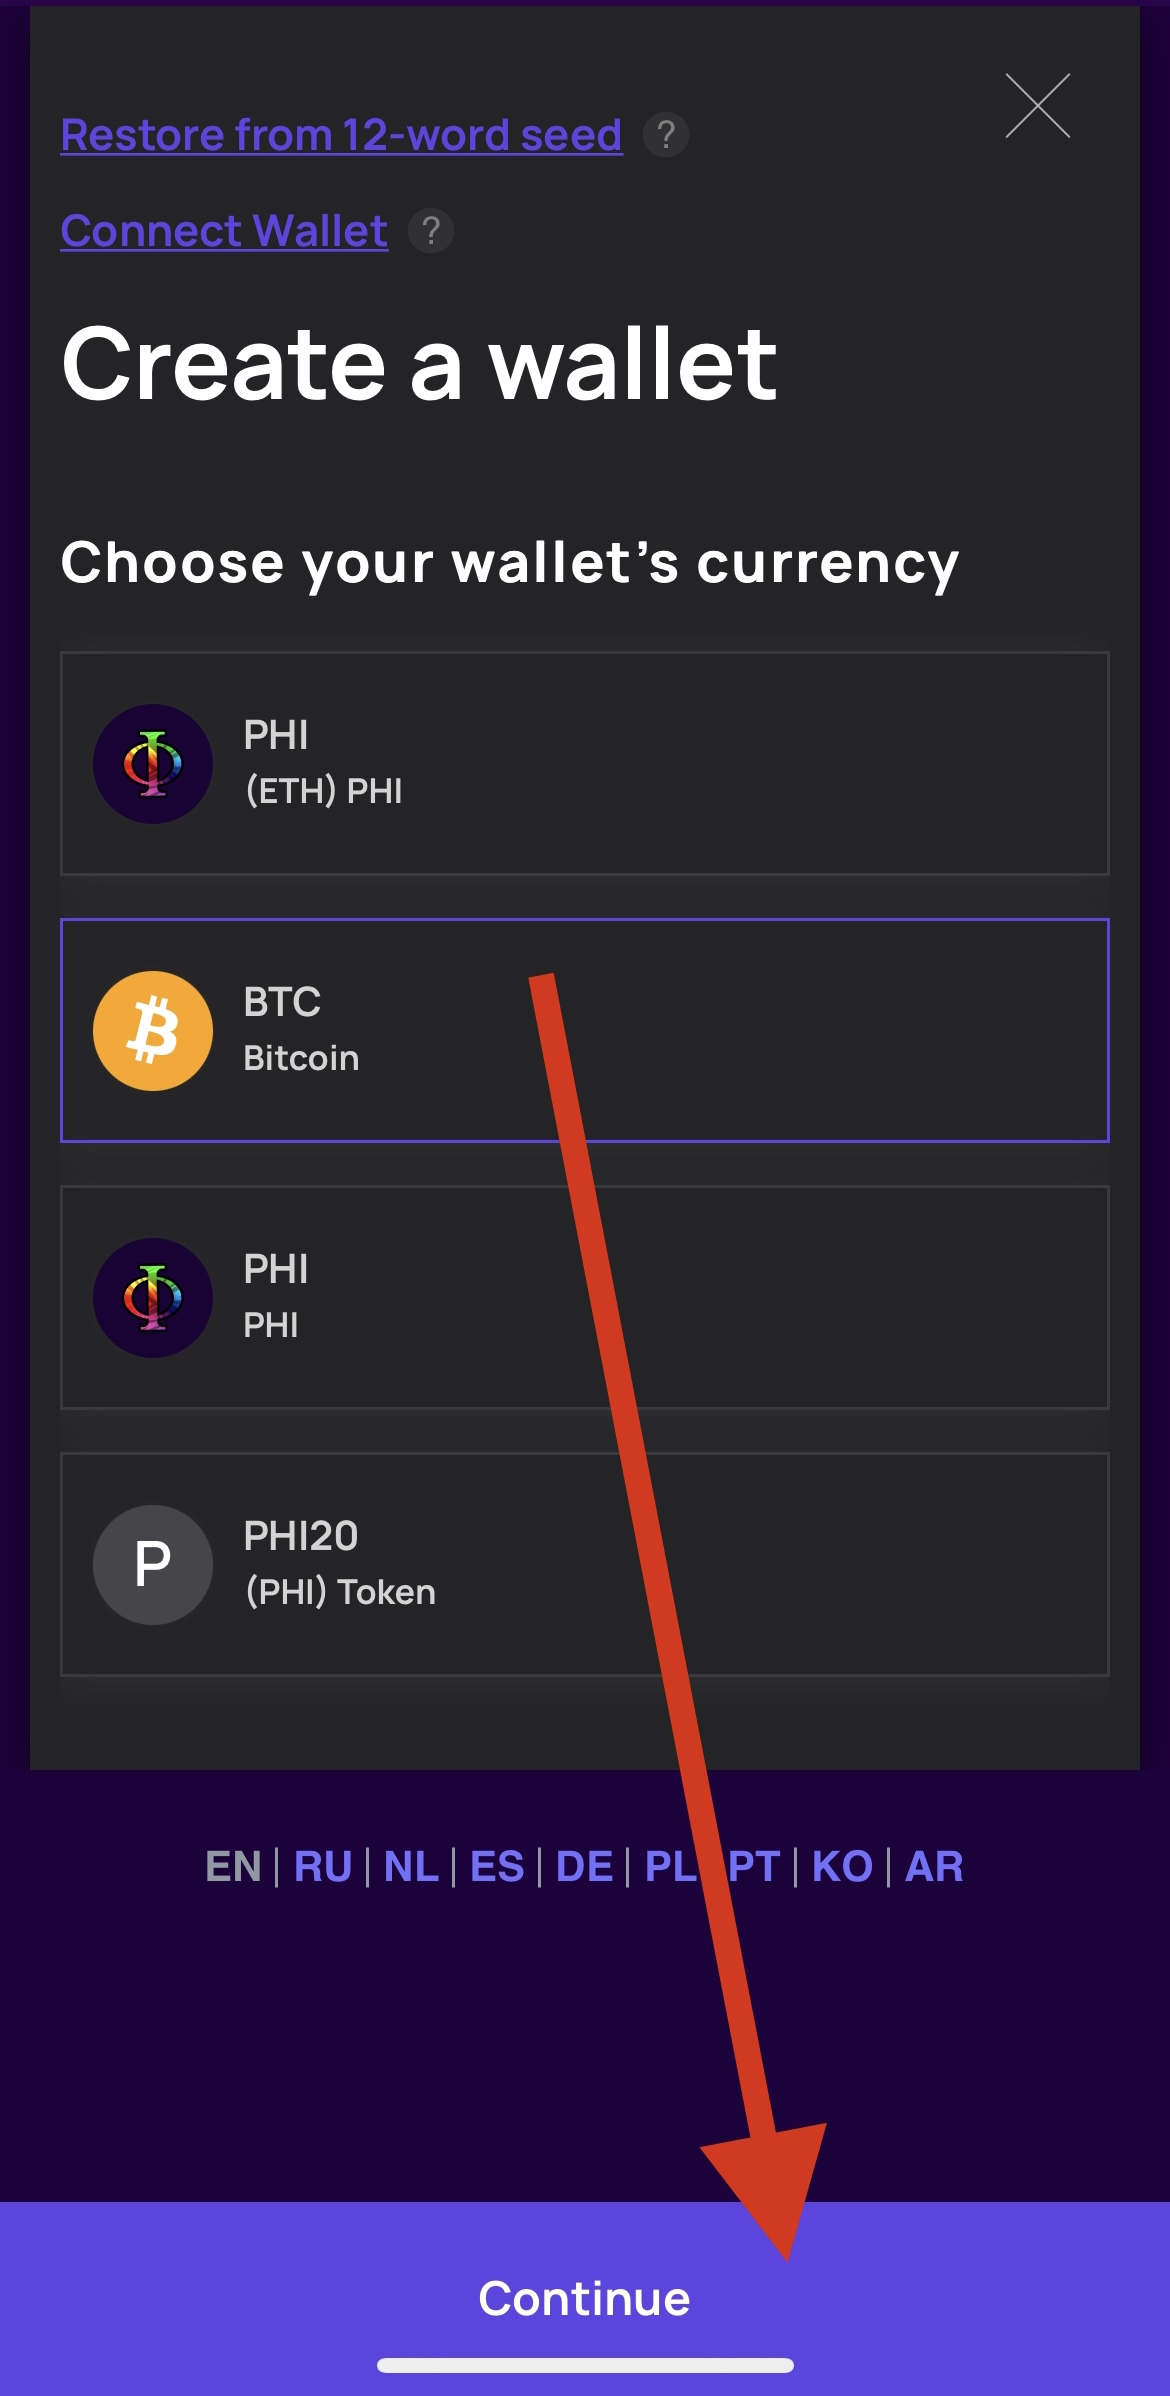 Restore from 12-word seed ?
Connect Wallet ?
Create a wallet
Choose your wallet's currency
PHI
(ETH) PHI
BTC
Bitcoin
PHI
PHI
P
PHI20
(PHI) Token
EN | RU | NL | ES | DE | PL PT | KO | AR
Continue